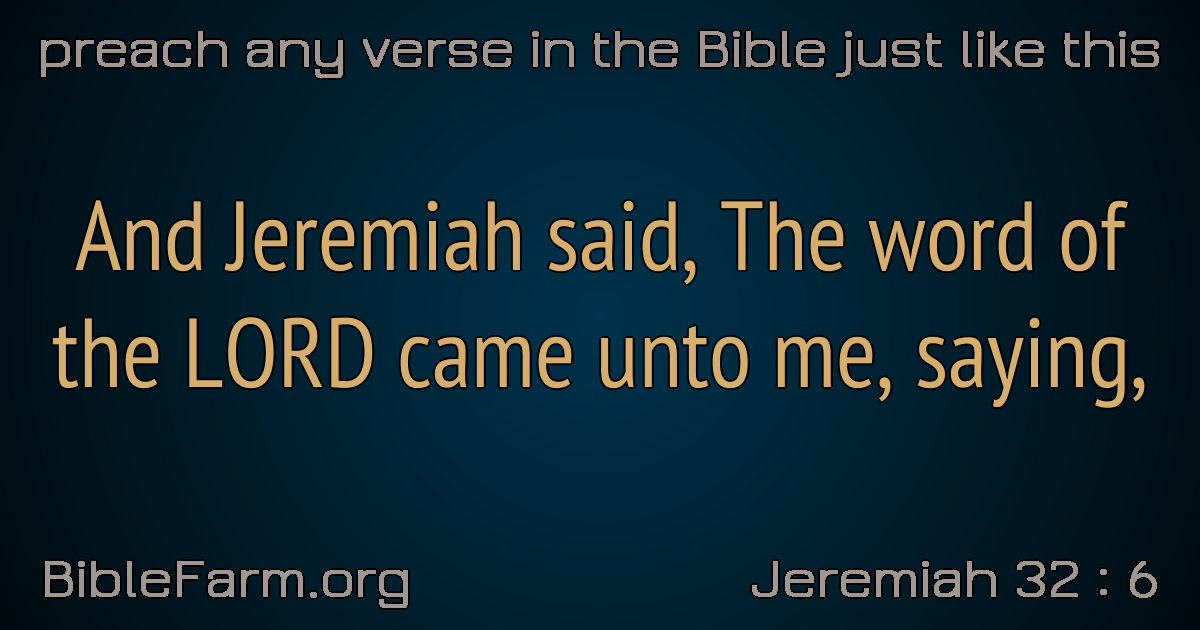 preach any verse in the Bible just like this
And Jeremiah said, The word of
the LORD came unto me, saying,
BibleFarm.org
Jeremiah 32 : 6